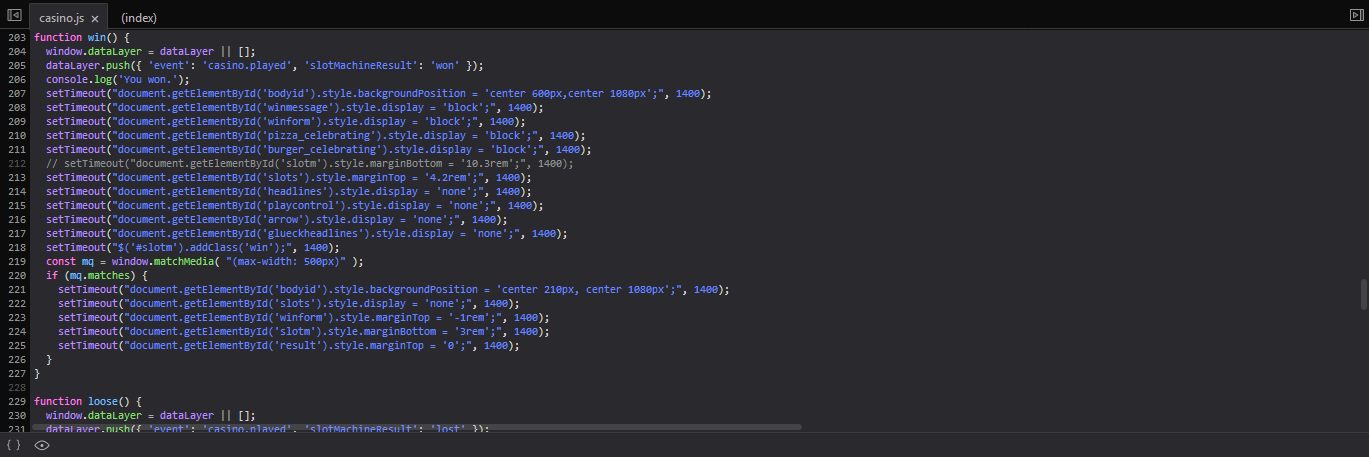 casino.js × (index)
203 function win() {
204 window.dataLayer = dataLayer || [];
205 dataLayer.push({ 'event': 'casino.played', 'slotMachineResult': 'won' });
206 console.log('You won.');
207 setTimeout("document.getElementById('bodyid').style.backgroundPosition = 'center 600px,center 1080px';", 1400);
208 setTimeout("document.getElementById('winmessage').style.display = 'block';", 1400);
209 setTimeout("document.getElementById('winform').style.display = 'block';", 1400);
210 setTimeout("document.getElementById('pizza_celebrating').style.display = 'block';", 1400);
211 setTimeout("document.getElementById('burger_celebrating').style.display = 'block';", 1400);
212 // setTimeout("document.getElementById('slotm').style.marginBottom = '10.3rem';", 1400);
213 setTimeout("document.getElementById('slots').style.marginTop = '4.2rem';", 1400);
214 setTimeout("document.getElementById('headlines').style.display = 'none';", 1400);
215 setTimeout("document.getElementById('playcontrol').style.display = 'none';", 1400);
216 setTimeout("document.getElementById('arrow').style.display = 'none';", 1400);
217 setTimeout("document.getElementById('glueckheadlines').style.display = 'none';", 1400);
218 setTimeout("$('#slotm').addClass('win');", 1400);
219 const mq = window.matchMedia( "(max-width: 500px)" );
220 if (mq.matches) {
221 setTimeout("document.getElementById('bodyid').style.backgroundPosition = 'center 210px, center 1080px';", 1400);
222 setTimeout("document.getElementById('slots').style.display = 'none';", 1400);
223 setTimeout("document.getElementById('winform').style.marginTop = '-1rem';", 1400);
224 setTimeout("document.getElementById('slotm').style.marginBottom = '3rem';", 1400);
225 setTimeout("document.getElementById('result').style.marginTop = '0';", 1400);
226 }
227 }
228
229 function loose() {
230 window.dataLayer = dataLayer || [];
231 dataLayer.push({ 'event': 'casino.played', 'slotMachineResult': 'lost' });
{ }